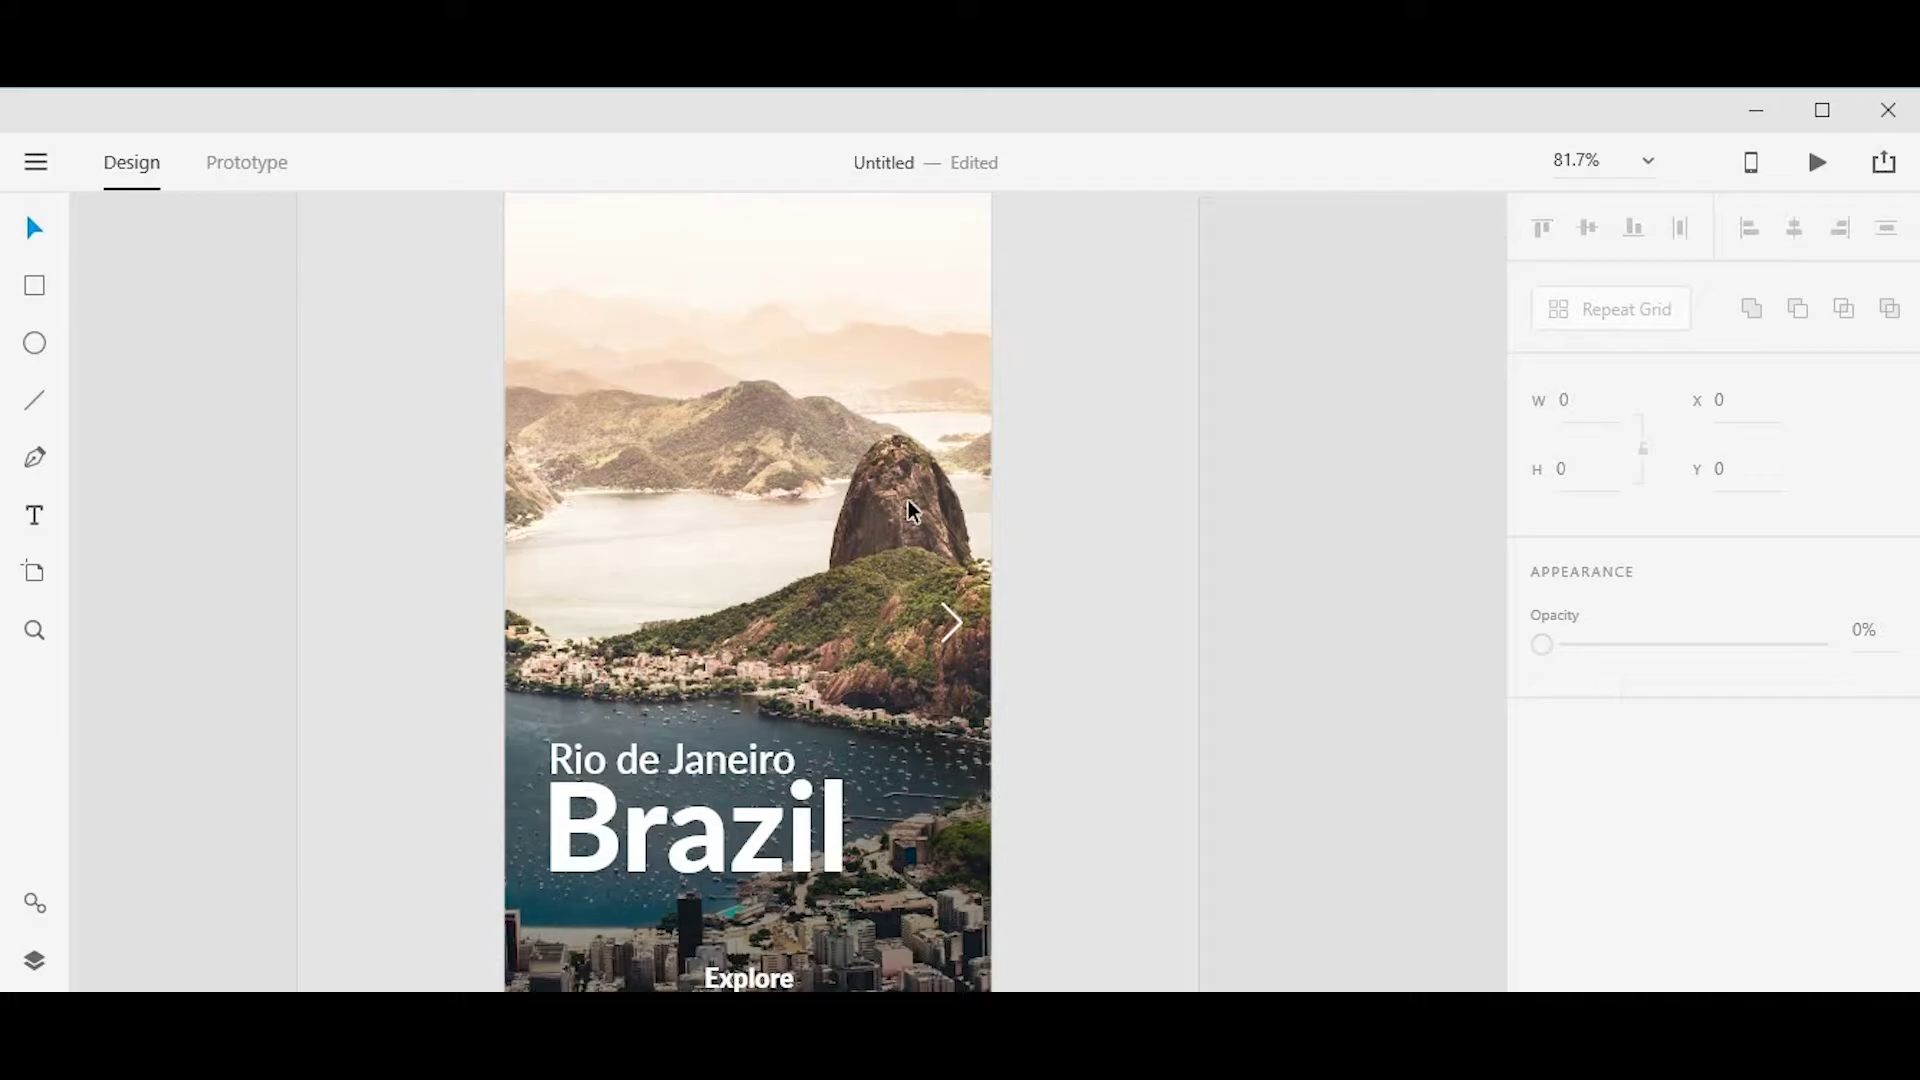 Design
Prototype
Untitled — Edited
81.7%
Repeat Grid
W 0
X 0
H 0
Y 0
APPEARANCE
Opacity
0%
Rio de Janeiro
Brazil
Explore